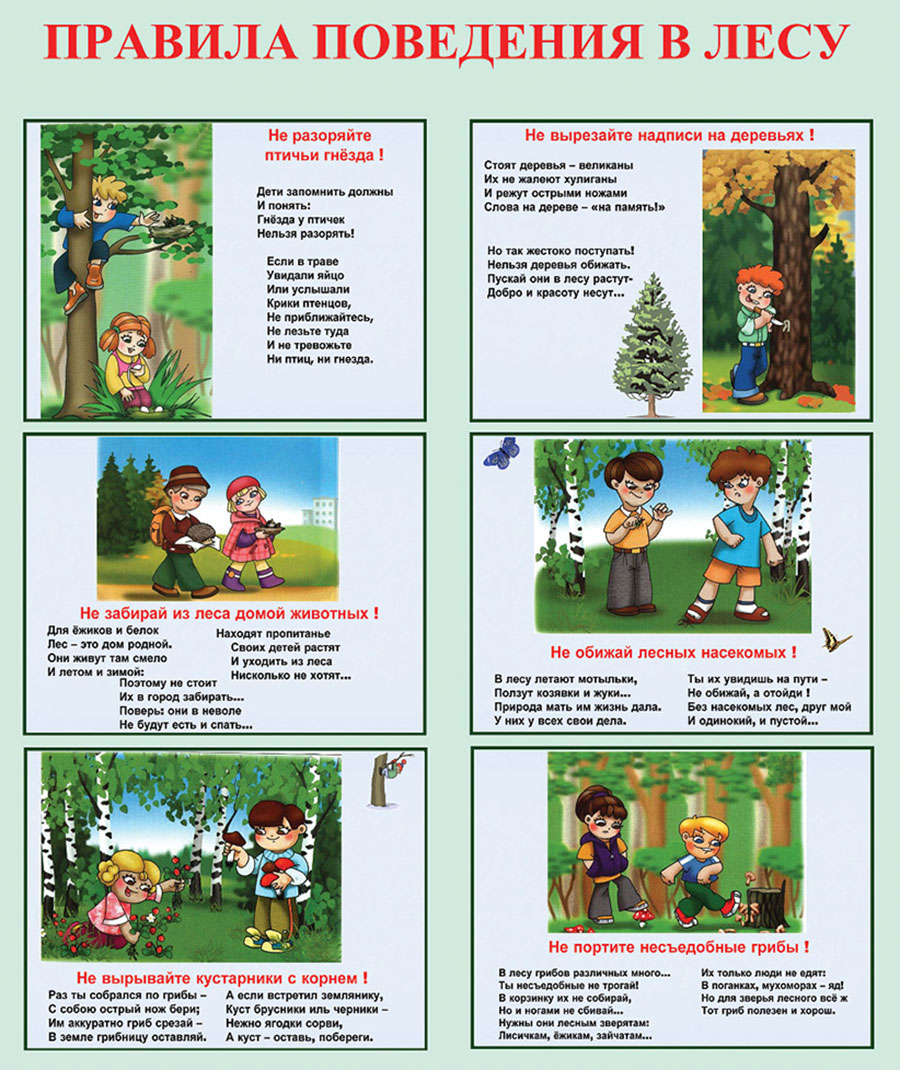 ПРАВИЛА ПОВЕДЕНИЯ В ЛЕСУ
Не разоряйте
птичьи гнёзда !
Дети запомнить должны
И понять:
Гнёзда у птичек
Нельзя разорять!
Если в траве
Увидали яйцо
Или услышали
Крики птенцов,
Не приближайтесь,
Не лезьте туда
И не тревожьте
Ни птиц, ни гнезда.
Не вырезайте надписи на деревьях !
Стоят деревья – великаны
Их не жалеют хулиганы
И режут острыми ножами
Слова на дереве – «на память!»
Но так жестоко поступать!
Нельзя деревья обижать.
Пускай они в лесу растут-
Добро и красоту несут...
Не забирай из леса домой животных !
Для ёжиков и белок
Лес – это дом родной.
Они живут там смело
И летом и зимой:
Находят пропитанье
Своих детей растят
И уходить из леса
Нисколько не хотят...
Поэтому не стоит
Их в город забирать...
Поверь: они в неволе
Не будут есть и спать...
Не обижай лесных насекомых !
В лесу летают мотыльки,
Ползут козявки и жуки...
Природа мать им жизнь дала.
У них у всех свои дела.
Ты их увидишь на пути –
Не обижай, а отойди !
Без насекомых лес, друг мой
И одинокий, и пустой...
Не вырывайте кустарники с корнем !
Раз ты собрался по грибы –
С собою острый нож бери;
Им аккуратно гриб срезай –
В земле грибницу оставляй.
А если встретил землянику,
Куст брусники иль черники –
Нежно ягодки сорви,
А куст – оставь, побереги.
Не портите несъедобные грибы !
В лесу грибов различных много...
Ты несъедобные не трогай!
В корзинку их не собирай,
Но и ногами не сбивай...
Нужны они лесным зверятам:
Лисичкам, ёжикам, зайчатам...
Их только люди не едят:
В поганках, мухоморах – яд!
Но для зверья лесного всё ж
Тот гриб полезен и хорош.